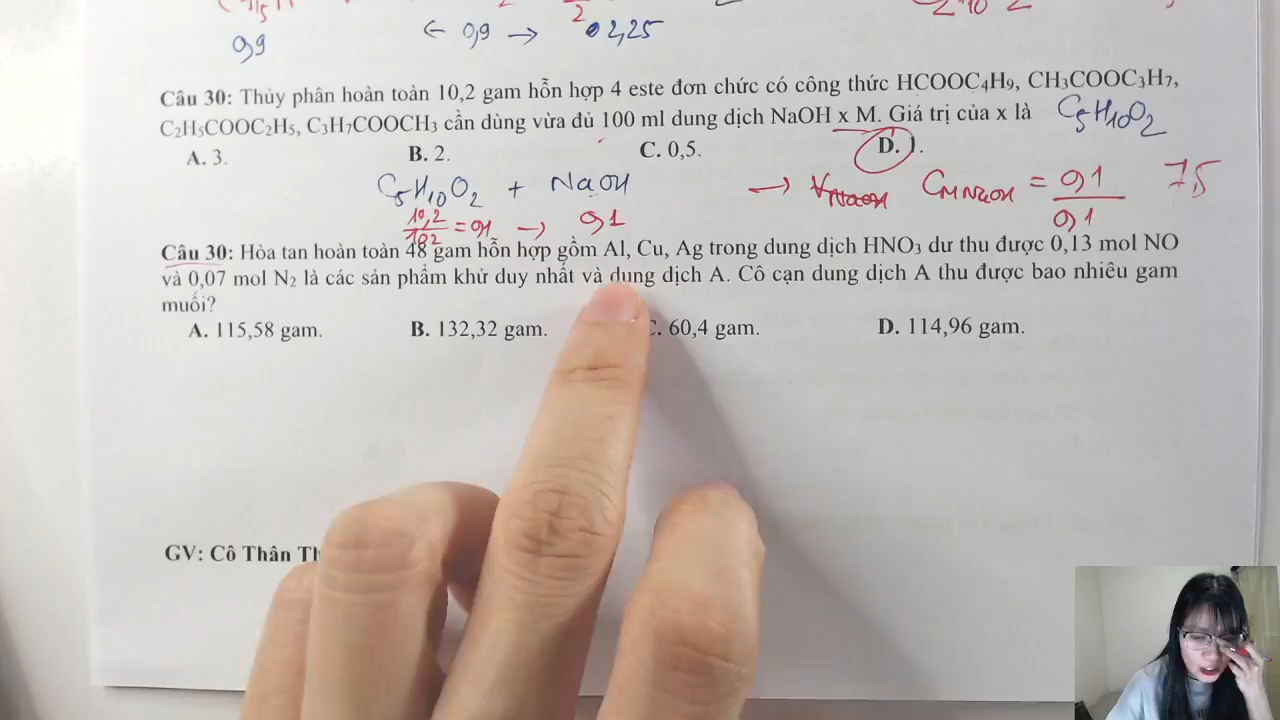 0,9 ← 0,9 → 2,25
Câu 30: Thủy phân hoàn toàn 10,2 gam hỗn hợp 4 este đơn chức có công thức HCOOC₄H₉, CH₃COOC₃H₇,
C₂H₅COOC₂H₅, C₃H₇COOCH₃ cần dùng vừa đủ 100 ml dung dịch NaOH x M. Giá trị của x là C₅H₁₀O₂
A. 3. B. 2. C. 0,5. D. 1.
C₅H₁₀O₂ + NaOH → CM NaOH = 0,1 / 0,1 7,5
10,2 / 102 = 0,1 → 0,1
Câu 30: Hòa tan hoàn toàn 48 gam hỗn hợp gồm Al, Cu, Ag trong dung dịch HNO₃ dư thu được 0,13 mol NO
và 0,07 mol N₂ là các sản phẩm khử duy nhất và dung dịch A. Cô cạn dung dịch A thu được bao nhiêu gam
muối?
A. 115,58 gam. B. 132,32 gam. C. 60,4 gam. D. 114,96 gam.
GV: Cô Thân Th